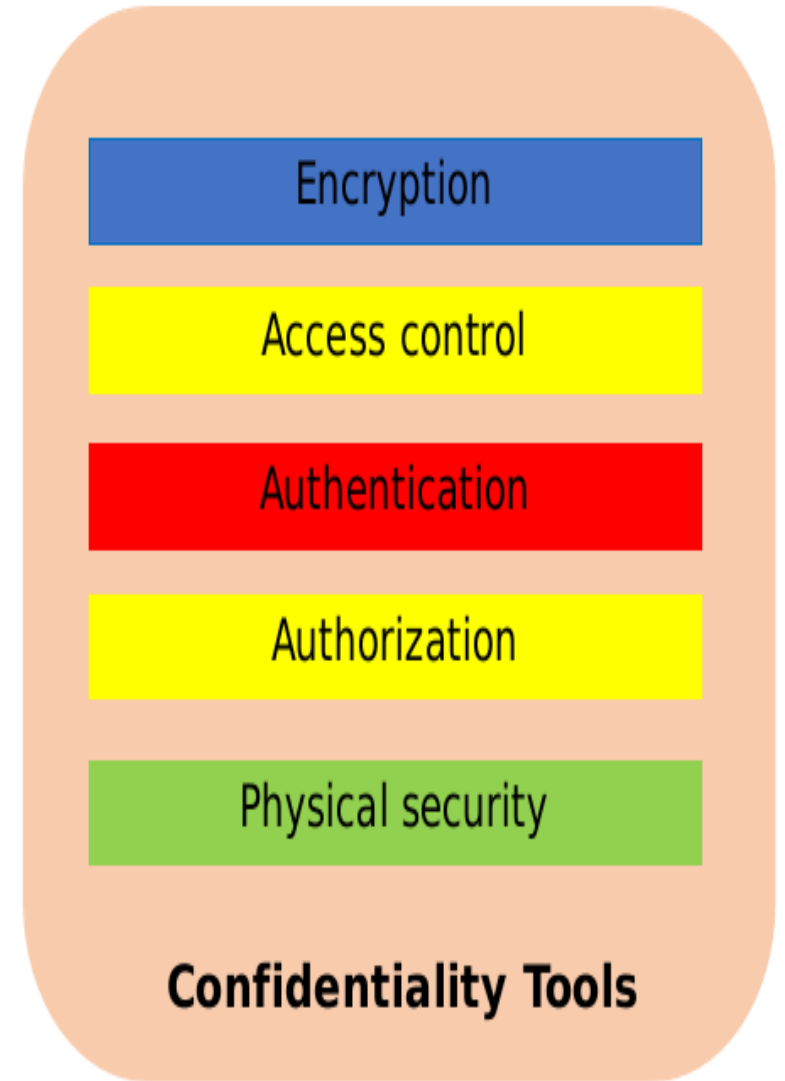 Encryption
Access control
Authentication
Authorization
Physical security
Confidentiality Tools